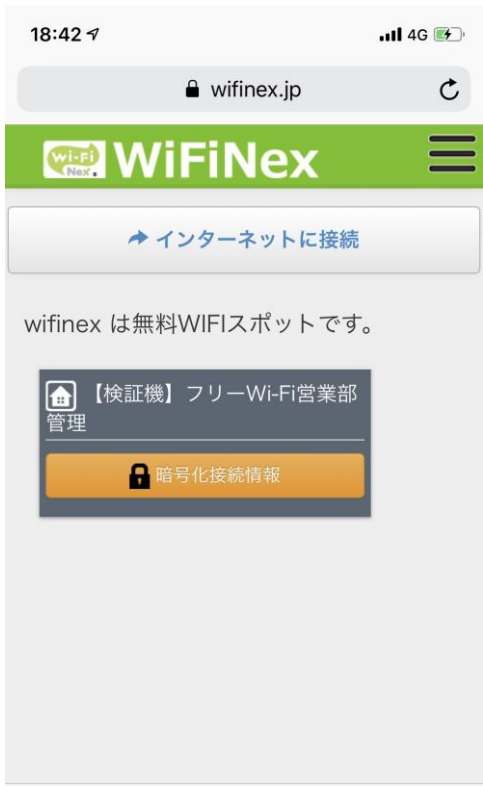 18:42
4G
wifinex.jp
Wi-Fi
Nex.
WiFiNex
インターネットに接続
wifinex は無料WIFIスポットです。
【検証機】フリーWi-Fi営業部
管理
暗号化接続情報